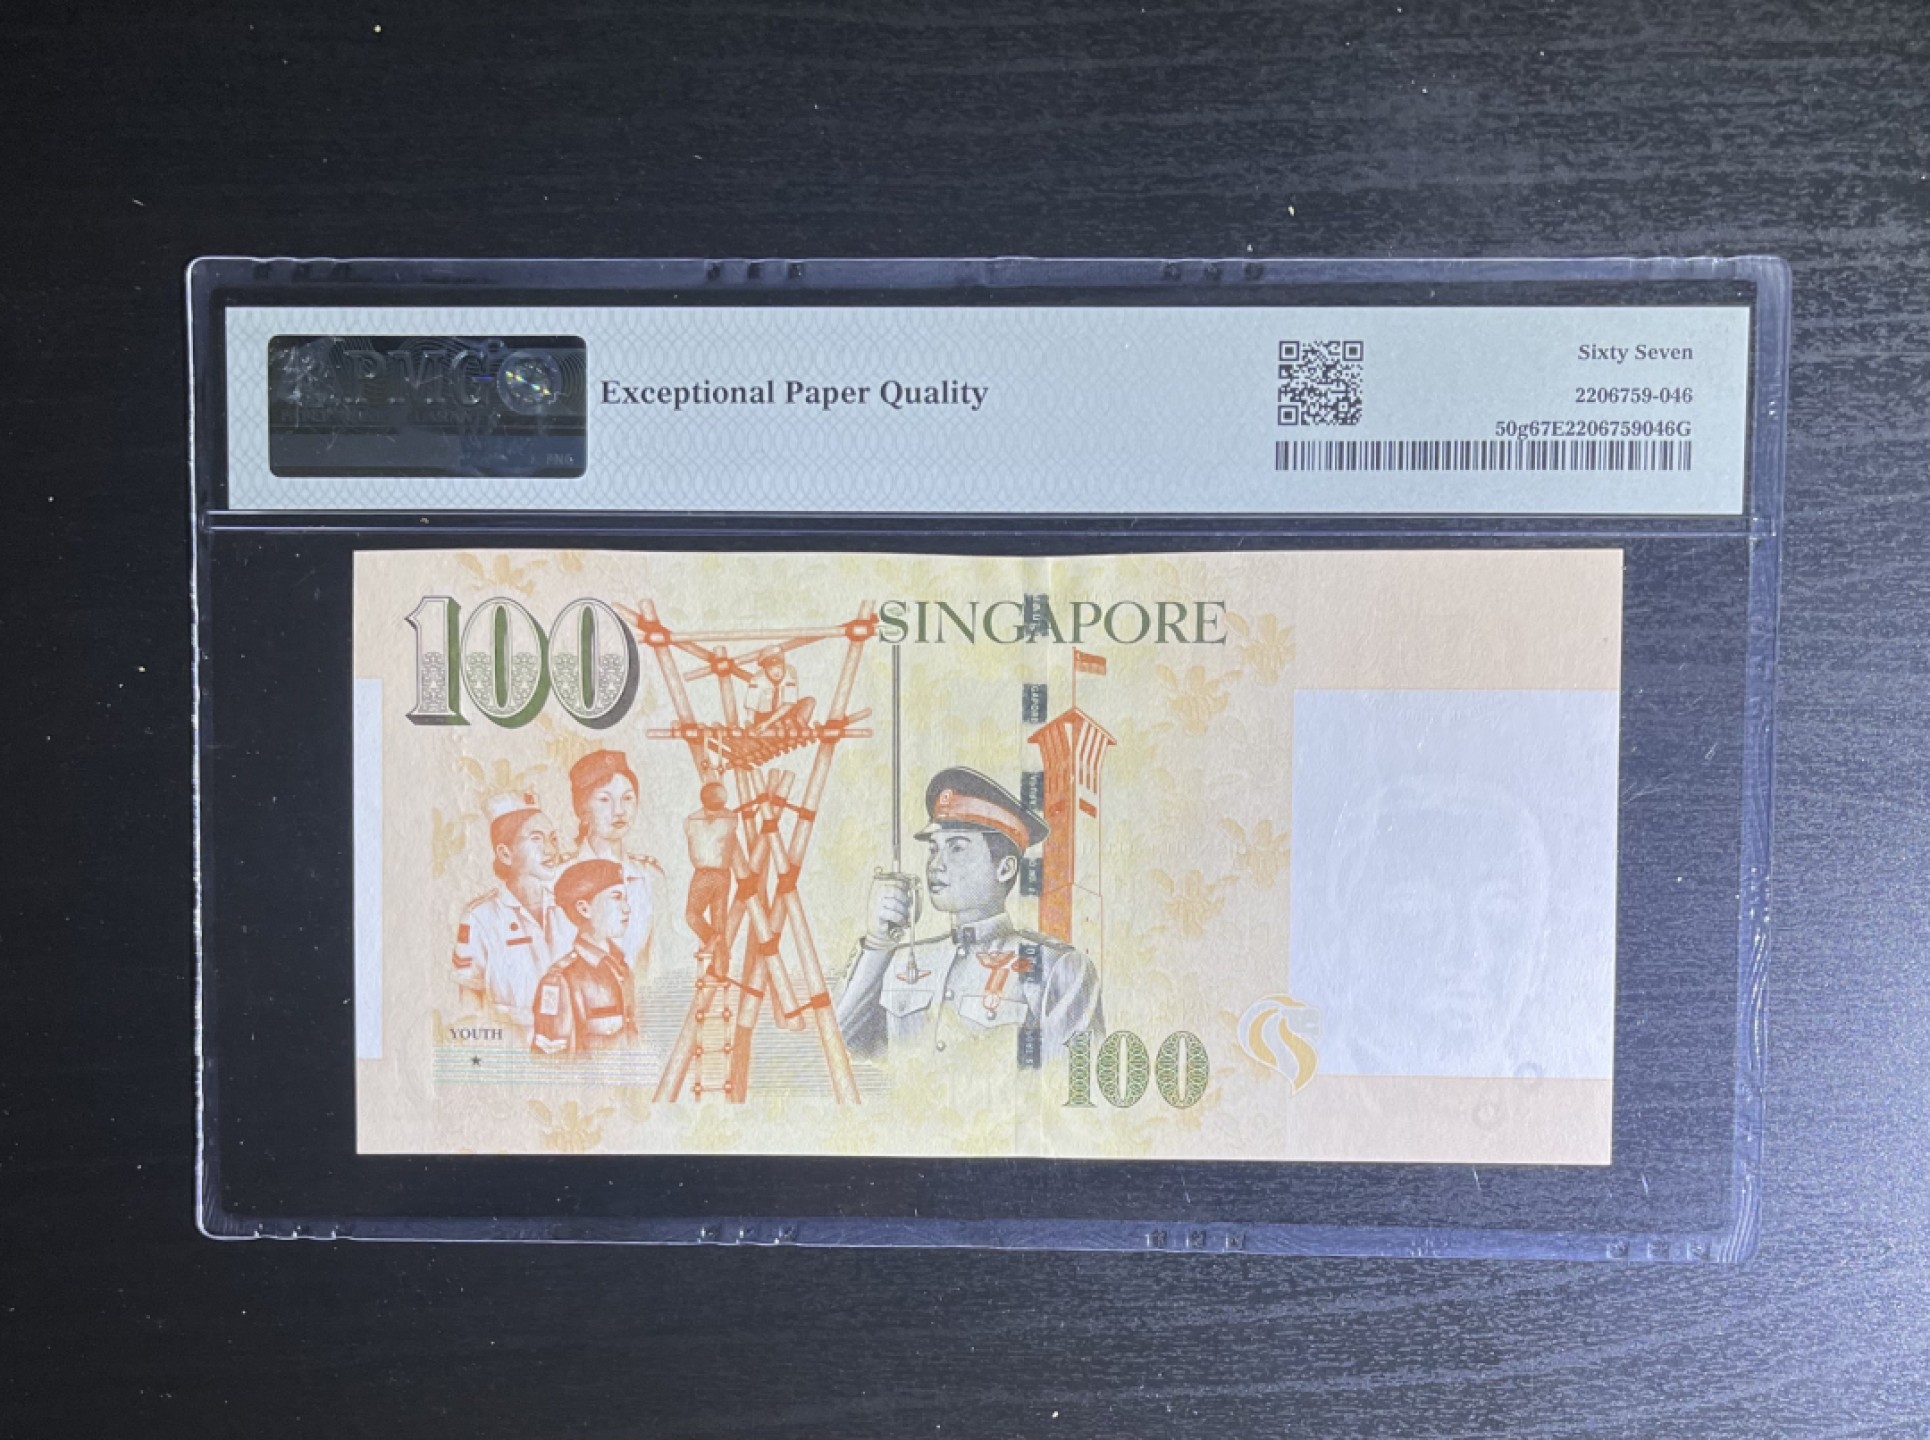 PMG
Exceptional Paper Quality
Sixty Seven
2206759-046
50g67E2206759046G
100
SINGAPORE
YOUTH
100